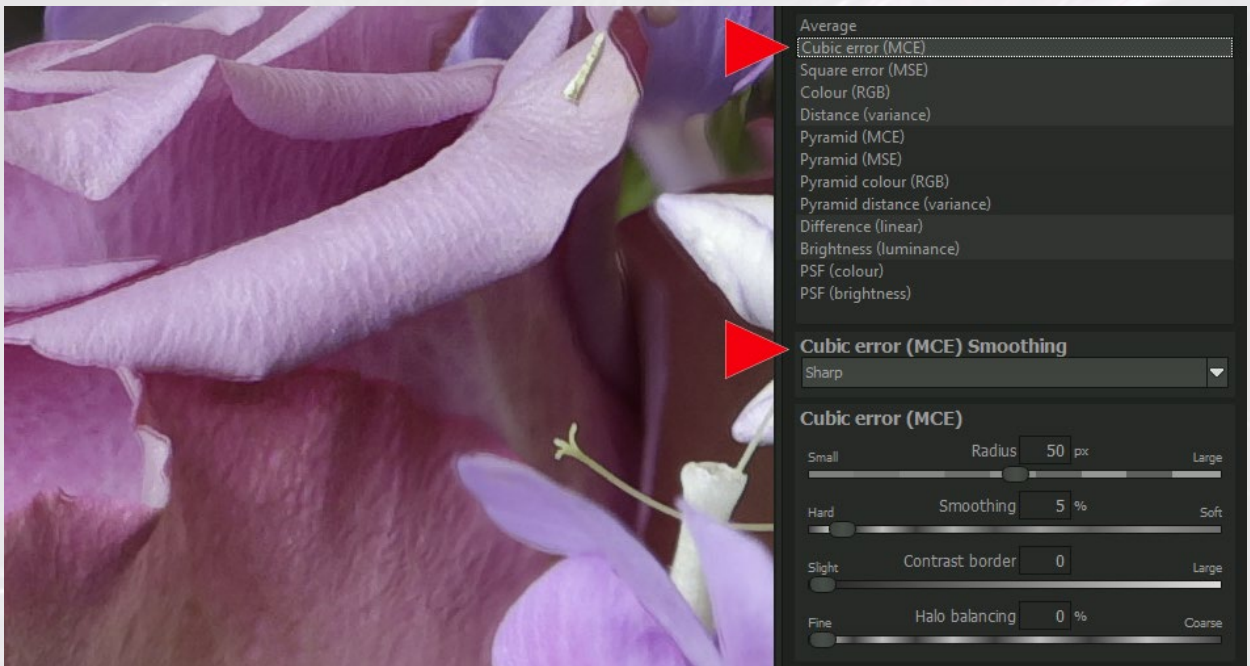 Average
Cubic error (MCE)
Square error (MSE)
Colour (RGB)
Distance (variance)
Pyramid (MCE)
Pyramid (MSE)
Pyramid colour (RGB)
Pyramid distance (variance)
Difference (linear)
Brightness (luminance)
PSF (colour)
PSF (brightness)
Cubic error (MCE) Smoothing
Sharp
Cubic error (MCE)
Small Radius 50 px Large
Hard Smoothing 5 % Soft
Slight Contrast border 0 Large
Fine Halo balancing 0 % Coarse